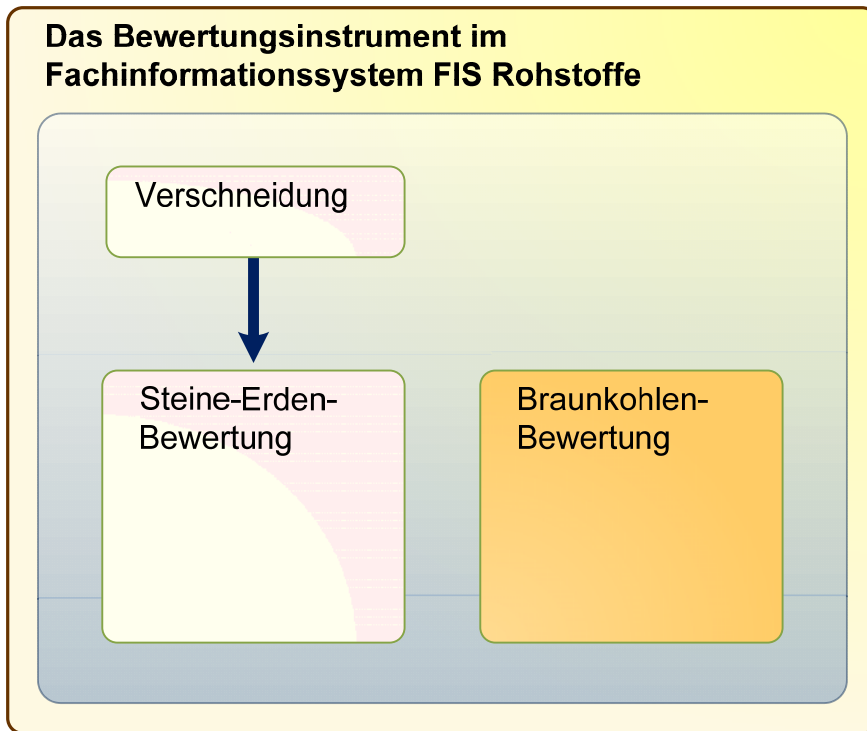 Das Bewertungsinstrument im
Fachinformationssystem FIS Rohstoffe
Verschneidung
Steine-Erden-
Bewertung
Braunkohlen-
Bewertung